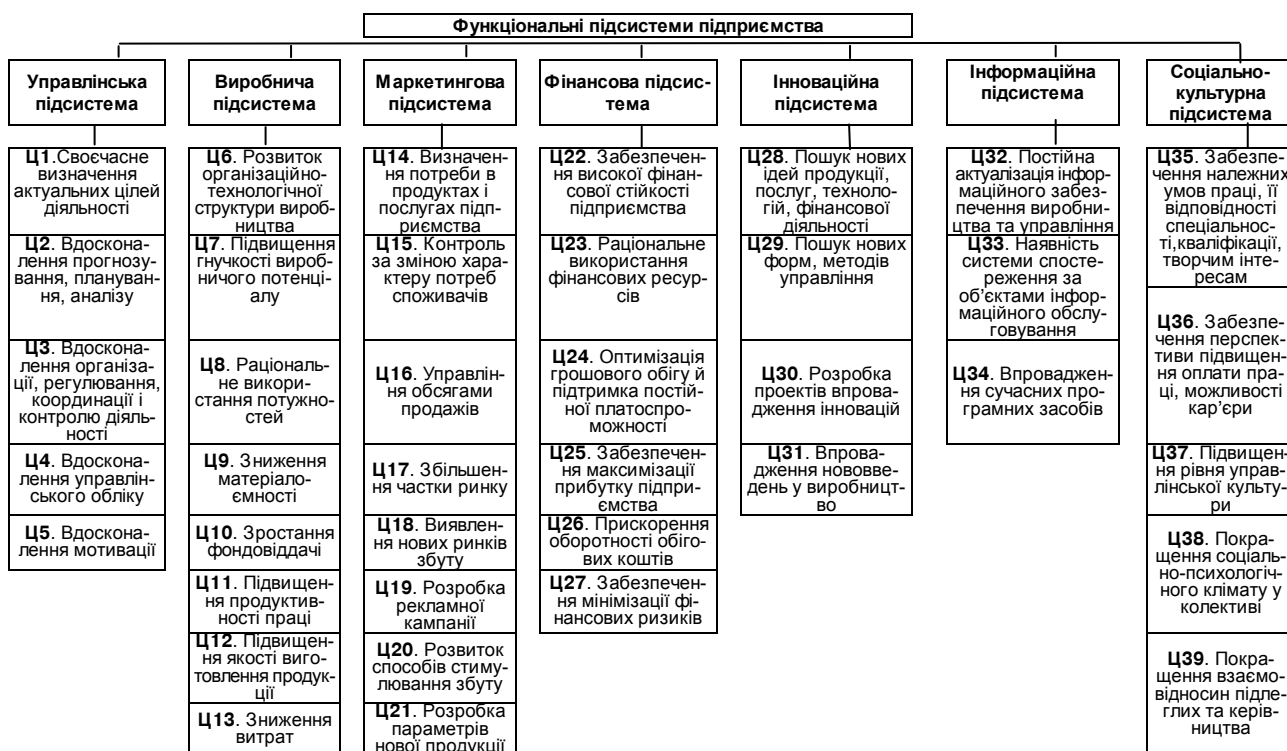 Функціональні підсистеми підприємства
Управлінська
підсистема
Ц1.Своєчасне
визначення
актуальних цілей
діяльності
Ц2. Вдоскона-
лення прогнозу-
вання, плануван-
ня, аналізу
Ц3. Вдоскона-
лення організа-
ції, регулювання,
координації і
контролю діяль-
ності
Ц4. Вдоскона-
лення управлін-
ського обліку
Ц5. Вдоскона-
лення мотивації
Виробнича
підсистема
Ц6. Розвиток
організаційно-
технологічної
структури вироб-
ництва
Ц7. Підвищення
гнучкості вироб-
ничого потенці-
алу
Ц8. Раціональ-
не викори-
стання потужно-
стей
Ц9. Зниження
матеріало-
ємності
Ц10. Зростання
фондовіддачі
Ц11. Підвищен-
ня продуктив-
ності праці
Ц12. Підвищен-
ня якості виго-
товлення продук-
ції
Ц13. Зниження
витрат
Маркетингова
підсистема
Ц14. Визначен-
ня потреби в
продуктах і
послугах підп-
риємства
Ц15. Контроль
за зміною хара-
ктеру потреб
споживачів
Ц16. Управлін-
ня обсягами
продажів
Ц17. Збільшен-
ня частки ринку
Ц18. Виявлен-
ня нових ринків
збуту
Ц19. Розробка
рекламної
кампанії
Ц20. Розвиток
способів стиму-
лювання збуту
Ц21. Розробка
параметрів
нової продукції
Фінансова підсис-
тема
Ц22. Забезпечен-
ня високої фінан-
сової стійкості
підприємства
Ц23. Раціональне
використання
фінансових ресур-
сів
Ц24. Оптимізація
грошового обігу й
підтримка постій-
ної платоспро-
можності
Ц25. Забезпечен-
ня максимізації
прибутку підпри-
ємства
Ц26. Прискорення
оборотності обіго-
вих коштів
Ц27. Забезпечен-
ня мінімізації фі-
нансових ризиків
Інноваційна
підсистема
Ц28. Пошук нових
ідей продукції,
послуг, техноло-
гій, фінансової
діяльності
Ц29. Пошук нових
форм, методів
управління
Ц30. Розробка
проектів впрова-
дження інновацій
Ц31. Впрова-
дження нововве-
день у виробницт-
во
Інформаційна
підсистема
Ц32. Постійна
актуалізація інфор-
маційного забез-
печення виробни-
цтва та управління
Ц33. Наявність
системи спосте-
реження за
об’єктами інфор-
маційного обслу-
говування
Ц34. Впроваджен-
ня сучасних про-
грамних засобів
Соціально-
культурна
підсистема
Ц35. Забезпе-
чення належних
умов праці, її
відповідності
спеціальнос-
ті,кваліфікації,
творчим інте-
ресам
Ц36. Забезпе-
чення перспек-
тиви підвищен-
ня оплати пра-
ці, можливості
кар’єри
Ц37. Підвищен-
ня рівня управ-
лінської культу-
ри
Ц38. Покра-
щення соціаль-
но-психологіч-
ного клімату у
колективі
Ц39. Покра-
щення взаємо-
відносин підле-
глих та керів-
ництва